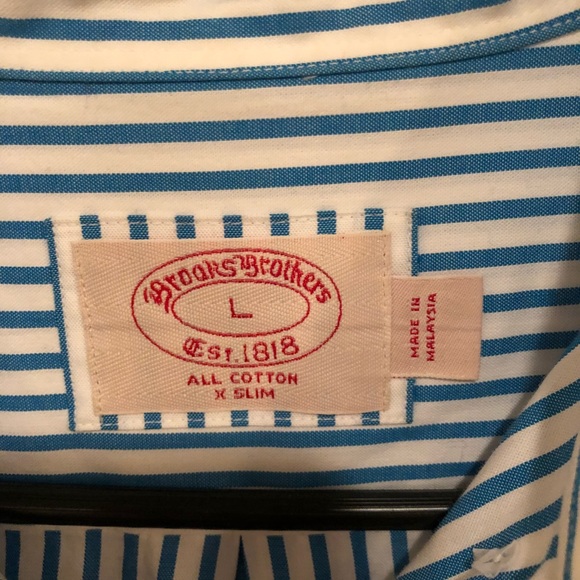 Brooks Brothers
L
Est. 1818
ALL COTTON
X SLIM
MADE IN
MALAYSIA